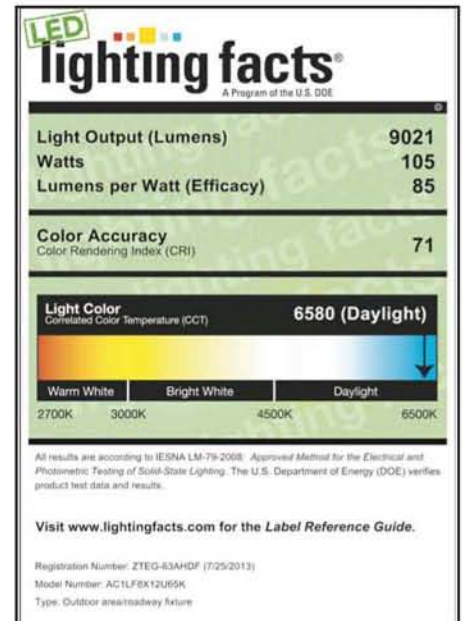 LED
lighting facts®
A Program of the U.S. DOE
Light Output (Lumens) 9021
Watts 105
Lumens per Watt (Efficacy) 85
Color Accuracy
Color Rendering Index (CRI) 71
Light Color
Correlated Color Temperature (CCT) 6580 (Daylight)
Warm White Bright White Daylight
2700K 3000K 4500K 6500K
All results are according to IESNA LM-79-2008: Approved Method for the Electrical and
Photometric Testing of Solid-State Lighting. The U.S. Department of Energy (DOE) verifies
product test data and results.
Visit www.lightingfacts.com for the Label Reference Guide.
Registration Number: ZTEG-63AHDF (7/25/2013)
Model Number: AC1LF8X12U65K
Type: Outdoor area/roadway fixture